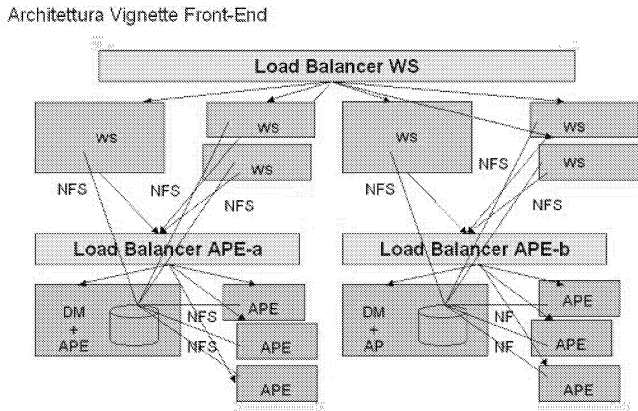 Architettura Vignette Front-End
Load Balancer WS
WS
WS
WS
WS
WS
WS
NFS
NFS
NFS
NFS
NFS
NFS
Load Balancer APE-a
Load Balancer APE-b
DM
+
APE
NFS
NFS
APE
APE
APE
DM
+
AP
NF
NF
APE
APE
APE